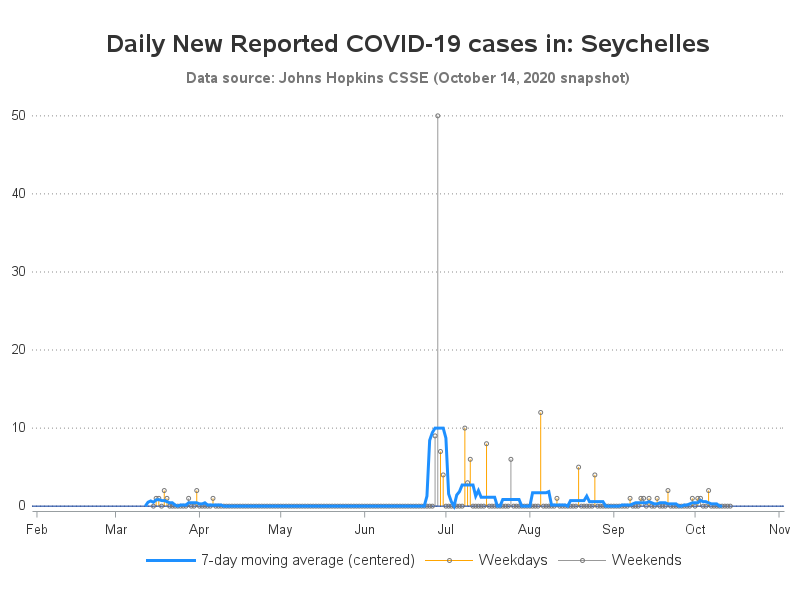 Daily New Reported COVID-19 cases in: Seychelles
Data source: Johns Hopkins CSSE (October 14, 2020 snapshot)
50
40
30
20
10
0
Feb Mar Apr May Jun Jul Aug Sep Oct Nov
7-day moving average (centered) Weekdays Weekends